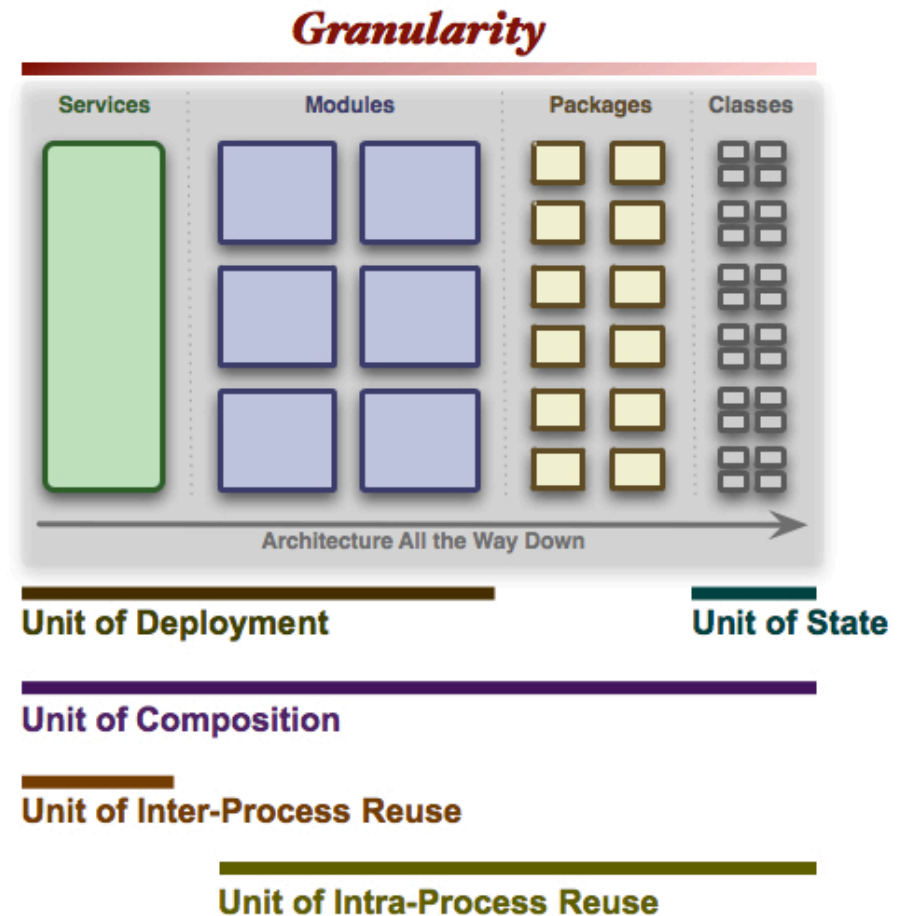 Granularity
Services Modules Packages Classes
Architecture All the Way Down
Unit of Deployment Unit of State
Unit of Composition
Unit of Inter-Process Reuse
Unit of Intra-Process Reuse